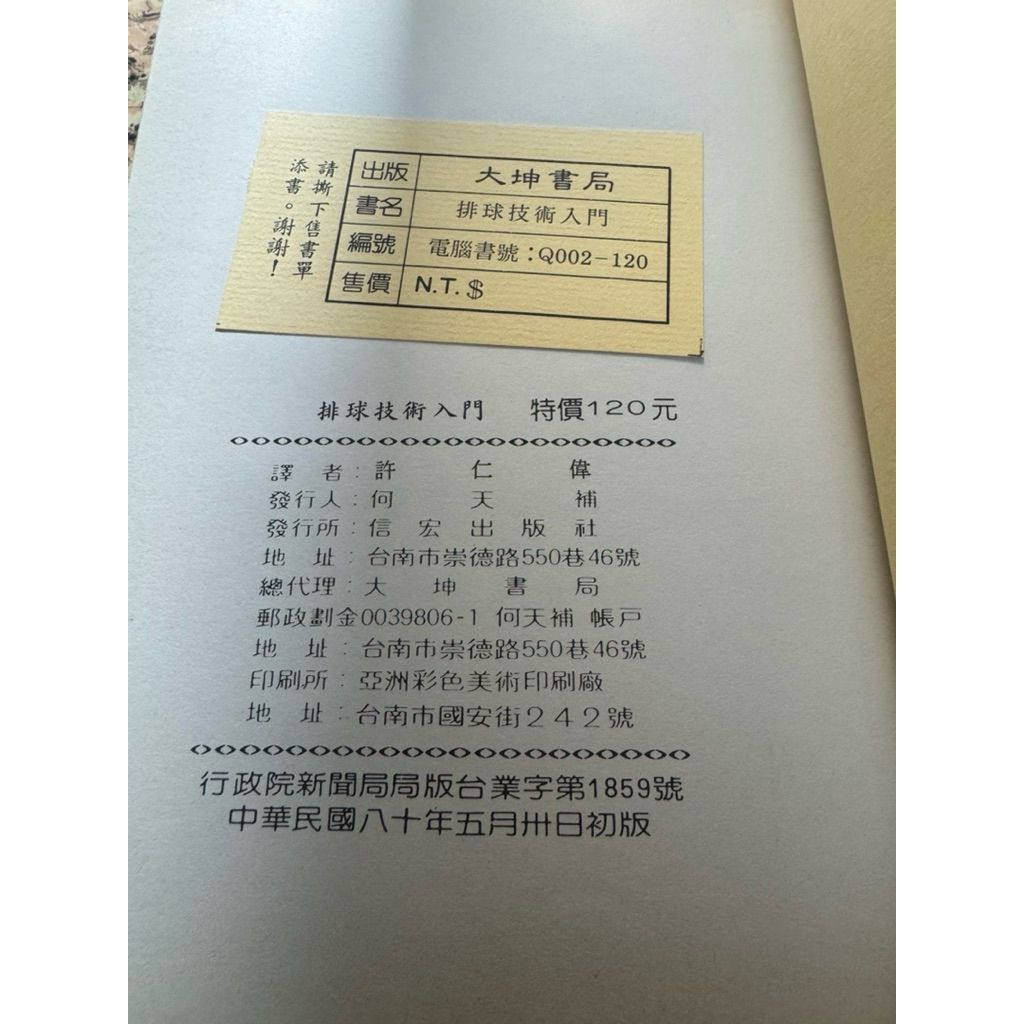 請撕下售書單
添書。謝謝！
出版 大坤書局
書名 排球技術入門
編號 電腦書號：Q002-120
售價 N.T.$
排球技術入門 特價120元
譯者：許仁偉
發行人：何天補
發行所：信宏出版社
地址：台南市崇德路550巷46號
總代理：大坤書局
郵政劃金0039806-1 何天補 帳戶
地址：台南市崇德路550巷46號
印刷所：亞洲彩色美術印刷廠
地址：台南市國安街242號
行政院新聞局局版台業字第1859號
中華民國八十年五月卅日初版